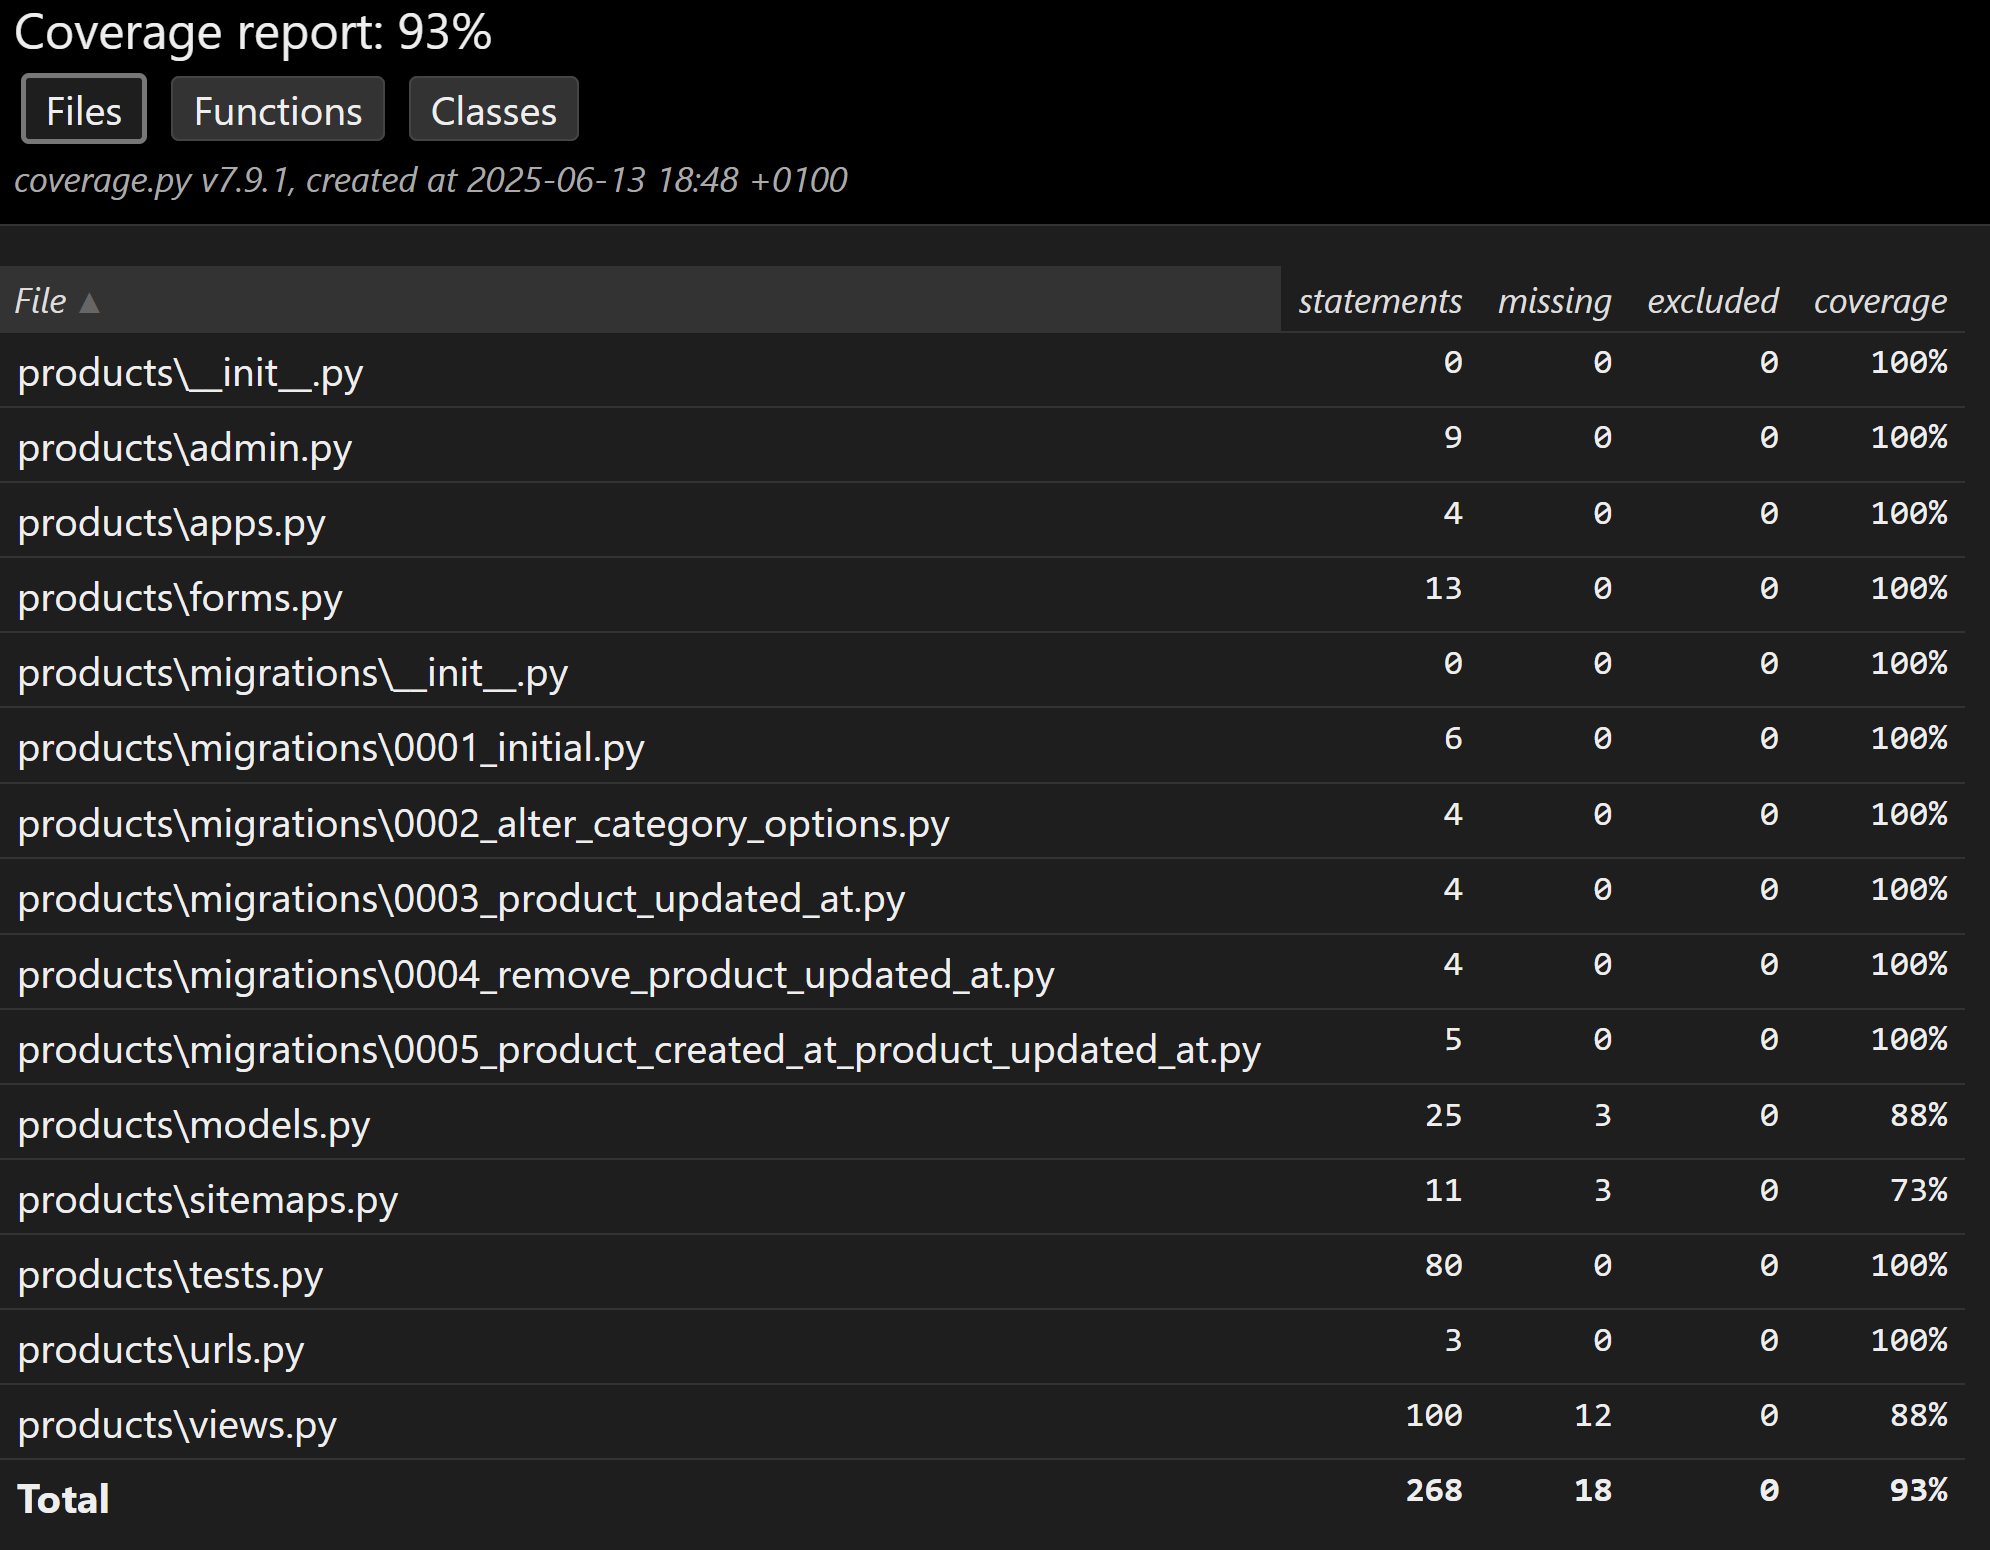 Coverage report: 93%
Files Functions Classes
coverage.py v7.9.1, created at 2025-06-13 18:48 +0100
File ▲ statements missing excluded coverage
products\__init__.py 0 0 0 100%
products\admin.py 9 0 0 100%
products\apps.py 4 0 0 100%
products\forms.py 13 0 0 100%
products\migrations\__init__.py 0 0 0 100%
products\migrations\0001_initial.py 6 0 0 100%
products\migrations\0002_alter_category_options.py 4 0 0 100%
products\migrations\0003_product_updated_at.py 4 0 0 100%
products\migrations\0004_remove_product_updated_at.py 4 0 0 100%
products\migrations\0005_product_created_at_product_updated_at.py 5 0 0 100%
products\models.py 25 3 0 88%
products\sitemaps.py 11 3 0 73%
products\tests.py 80 0 0 100%
products\urls.py 3 0 0 100%
products\views.py 100 12 0 88%
Total 268 18 0 93%